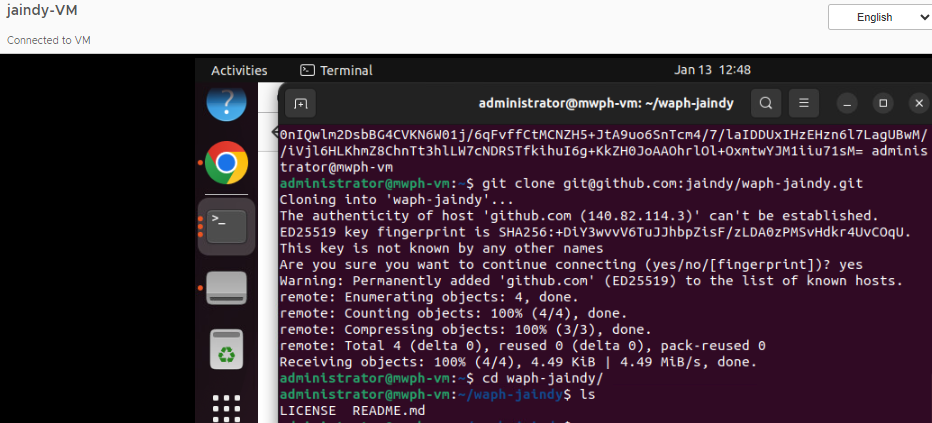 jaindy-VM
English
Connected to VM
Activities
Terminal
Jan 13 12:48
administrator@mwph-vm: ~/waph-jaindy
0nIQwlm2DsbBG4CVKN6W01j/6qFvffCtMCNZH5+JtA9uo6SnTcm4/7/laIDDUxIHzEHzn6l7LagUBwM/
/iVjl6HLKhmZ8ChnTt3hlLW7cNDRSTfkihuI6g+KkZH0JoAAOhrlOl+OxmtwYJM1iiu71sM= adminis
trator@mwph-vm
administrator@mwph-vm:~$ git clone git@github.com:jaindy/waph-jaindy.git
Cloning into 'waph-jaindy'...
The authenticity of host 'github.com (140.82.114.3)' can't be established.
ED25519 key fingerprint is SHA256:+DiY3wvvV6TuJJhbpZisF/zLDA0zPMSvHdkr4UvCOqU.
This key is not known by any other names
Are you sure you want to continue connecting (yes/no/[fingerprint])? yes
Warning: Permanently added 'github.com' (ED25519) to the list of known hosts.
remote: Enumerating objects: 4, done.
remote: Counting objects: 100% (4/4), done.
remote: Compressing objects: 100% (3/3), done.
remote: Total 4 (delta 0), reused 0 (delta 0), pack-reused 0
Receiving objects: 100% (4/4), 4.49 KiB | 4.49 MiB/s, done.
administrator@mwph-vm:~$ cd waph-jaindy/
administrator@mwph-vm:~/waph-jaindy$ ls
LICENSE README.md